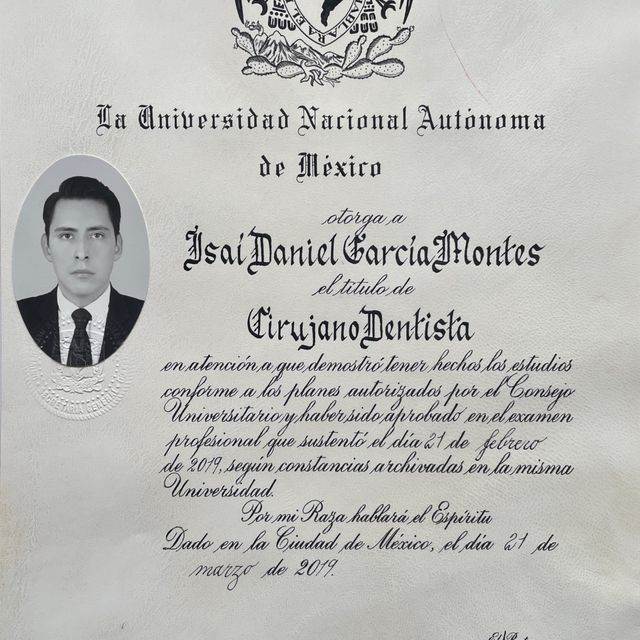 HABLARA EL
La Universidad Nacional Autónoma
de México
otorga a
Isaí Daniel García Montes
el título de
Cirujano Dentista
en atención a que demostró tener hechos los estudios
conforme a los planes autorizados por el Consejo
Universitario y haber sido aprobado en el examen
profesional que sustentó el día 21 de febrero
de 2019, según constancias archivadas en la misma
Universidad.
Por mi Raza hablará el Espíritu
Dado en la Ciudad de México, el día 21 de
marzo de 2019.